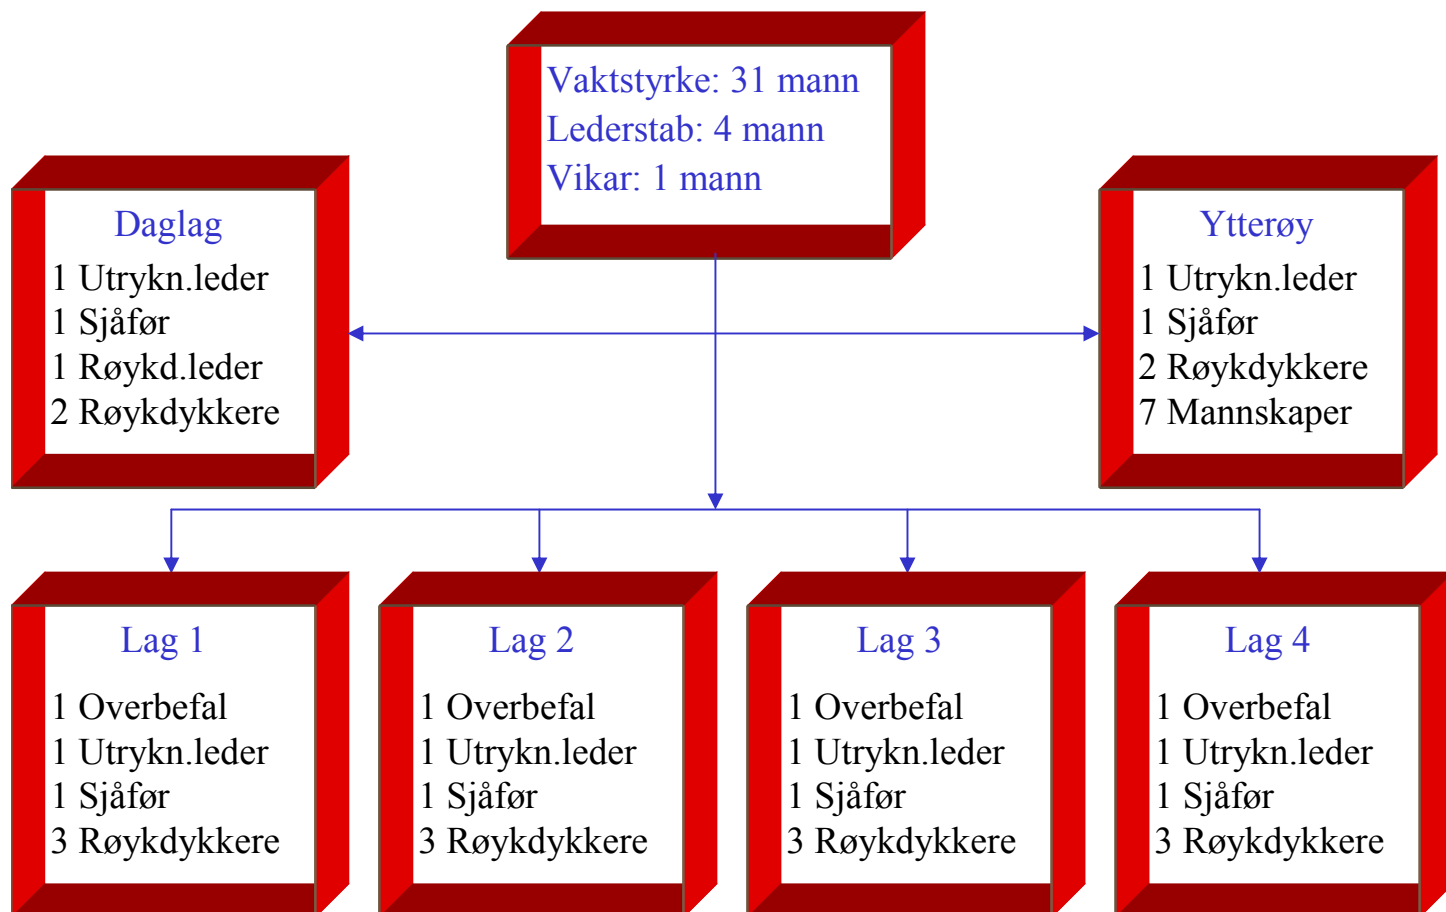 Vaktstyrke: 31 mann
Lederstab: 4 mann
Vikar: 1 mann
Daglag
1 Utrykn.leder
1 Sjåfør
1 Røykd.leder
2 Røykdykkere
Ytterøy
1 Utrykn.leder
1 Sjåfør
2 Røykdykkere
7 Mannskaper
Lag 1
1 Overbefal
1 Utrykn.leder
1 Sjåfør
3 Røykdykkere
Lag 2
1 Overbefal
1 Utrykn.leder
1 Sjåfør
3 Røykdykkere
Lag 3
1 Overbefal
1 Utrykn.leder
1 Sjåfør
3 Røykdykkere
Lag 4
1 Overbefal
1 Utrykn.leder
1 Sjåfør
3 Røykdykkere